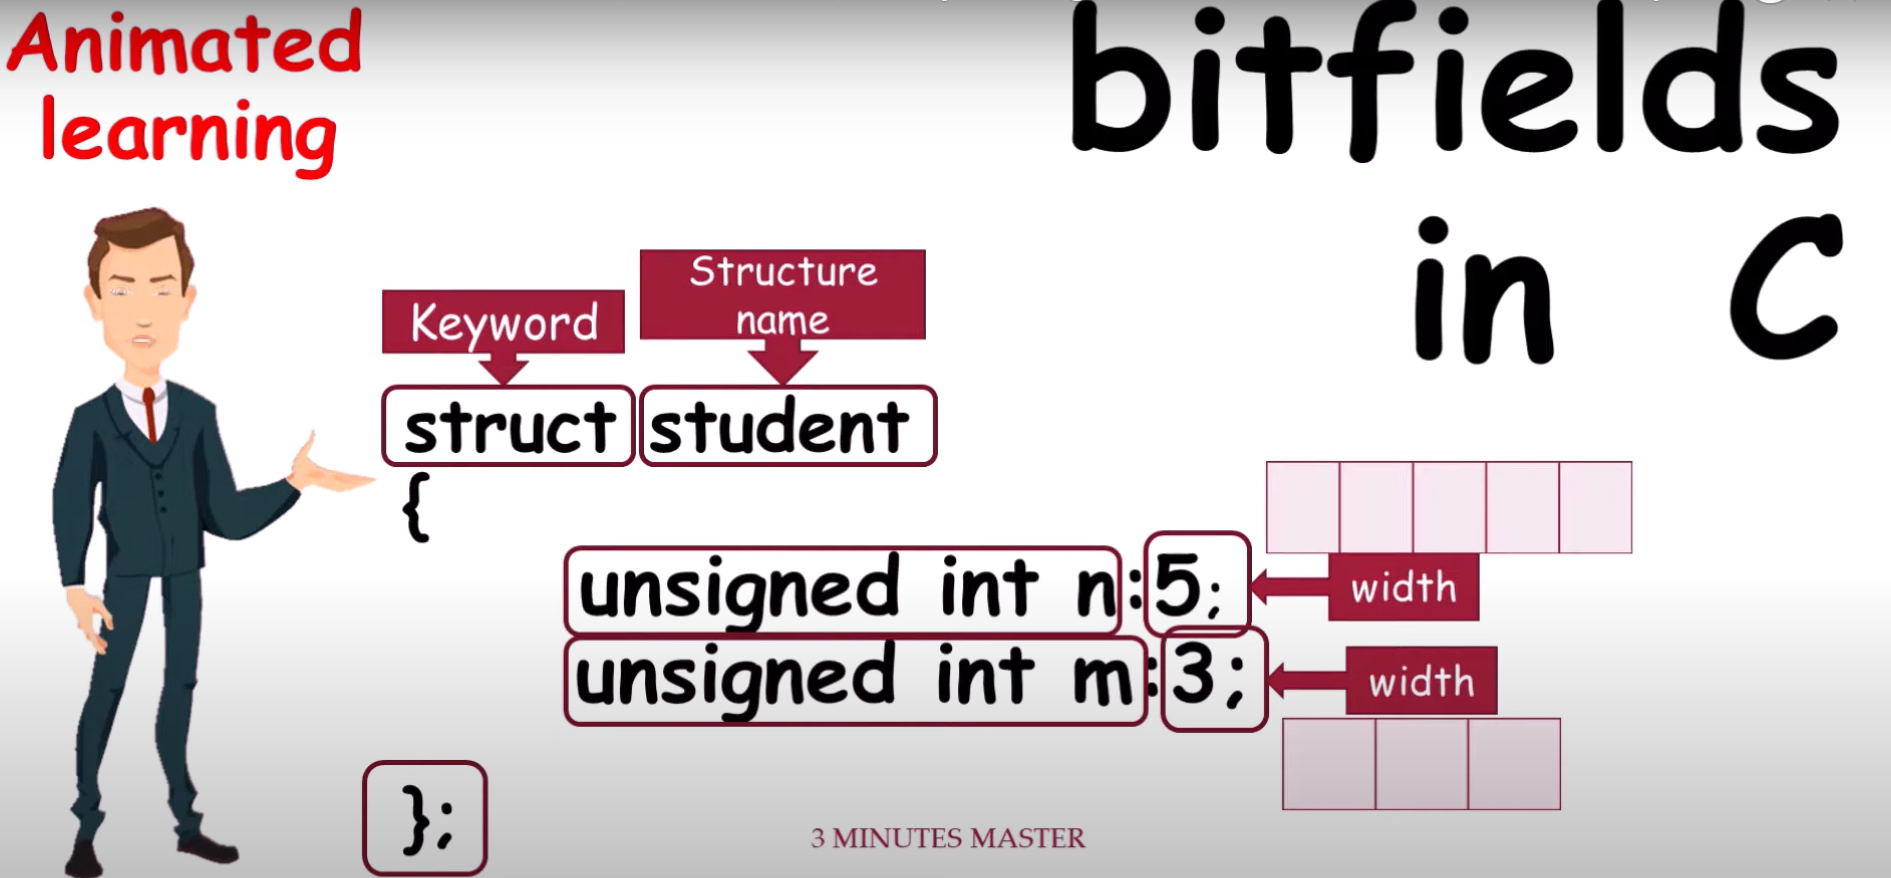 Animated
learning
bitfields
in C
Keyword
Structure
name
struct student
{
unsigned int n:5;
width
unsigned int m:3;
width
};
3 MINUTES MASTER